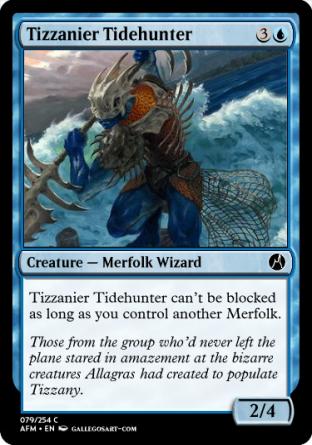 Tizzanier Tidehunter 3
Creature — Merfolk Wizard
Tizzanier Tidehunter can't be blocked
as long as you control another Merfolk.
Those from the group who'd never left the
plane stared in amazement at the bizarre
creatures Allagras had created to populate
Tizzany.
2/4
079/254 C
AFM • EN GALLEGOSART-COM